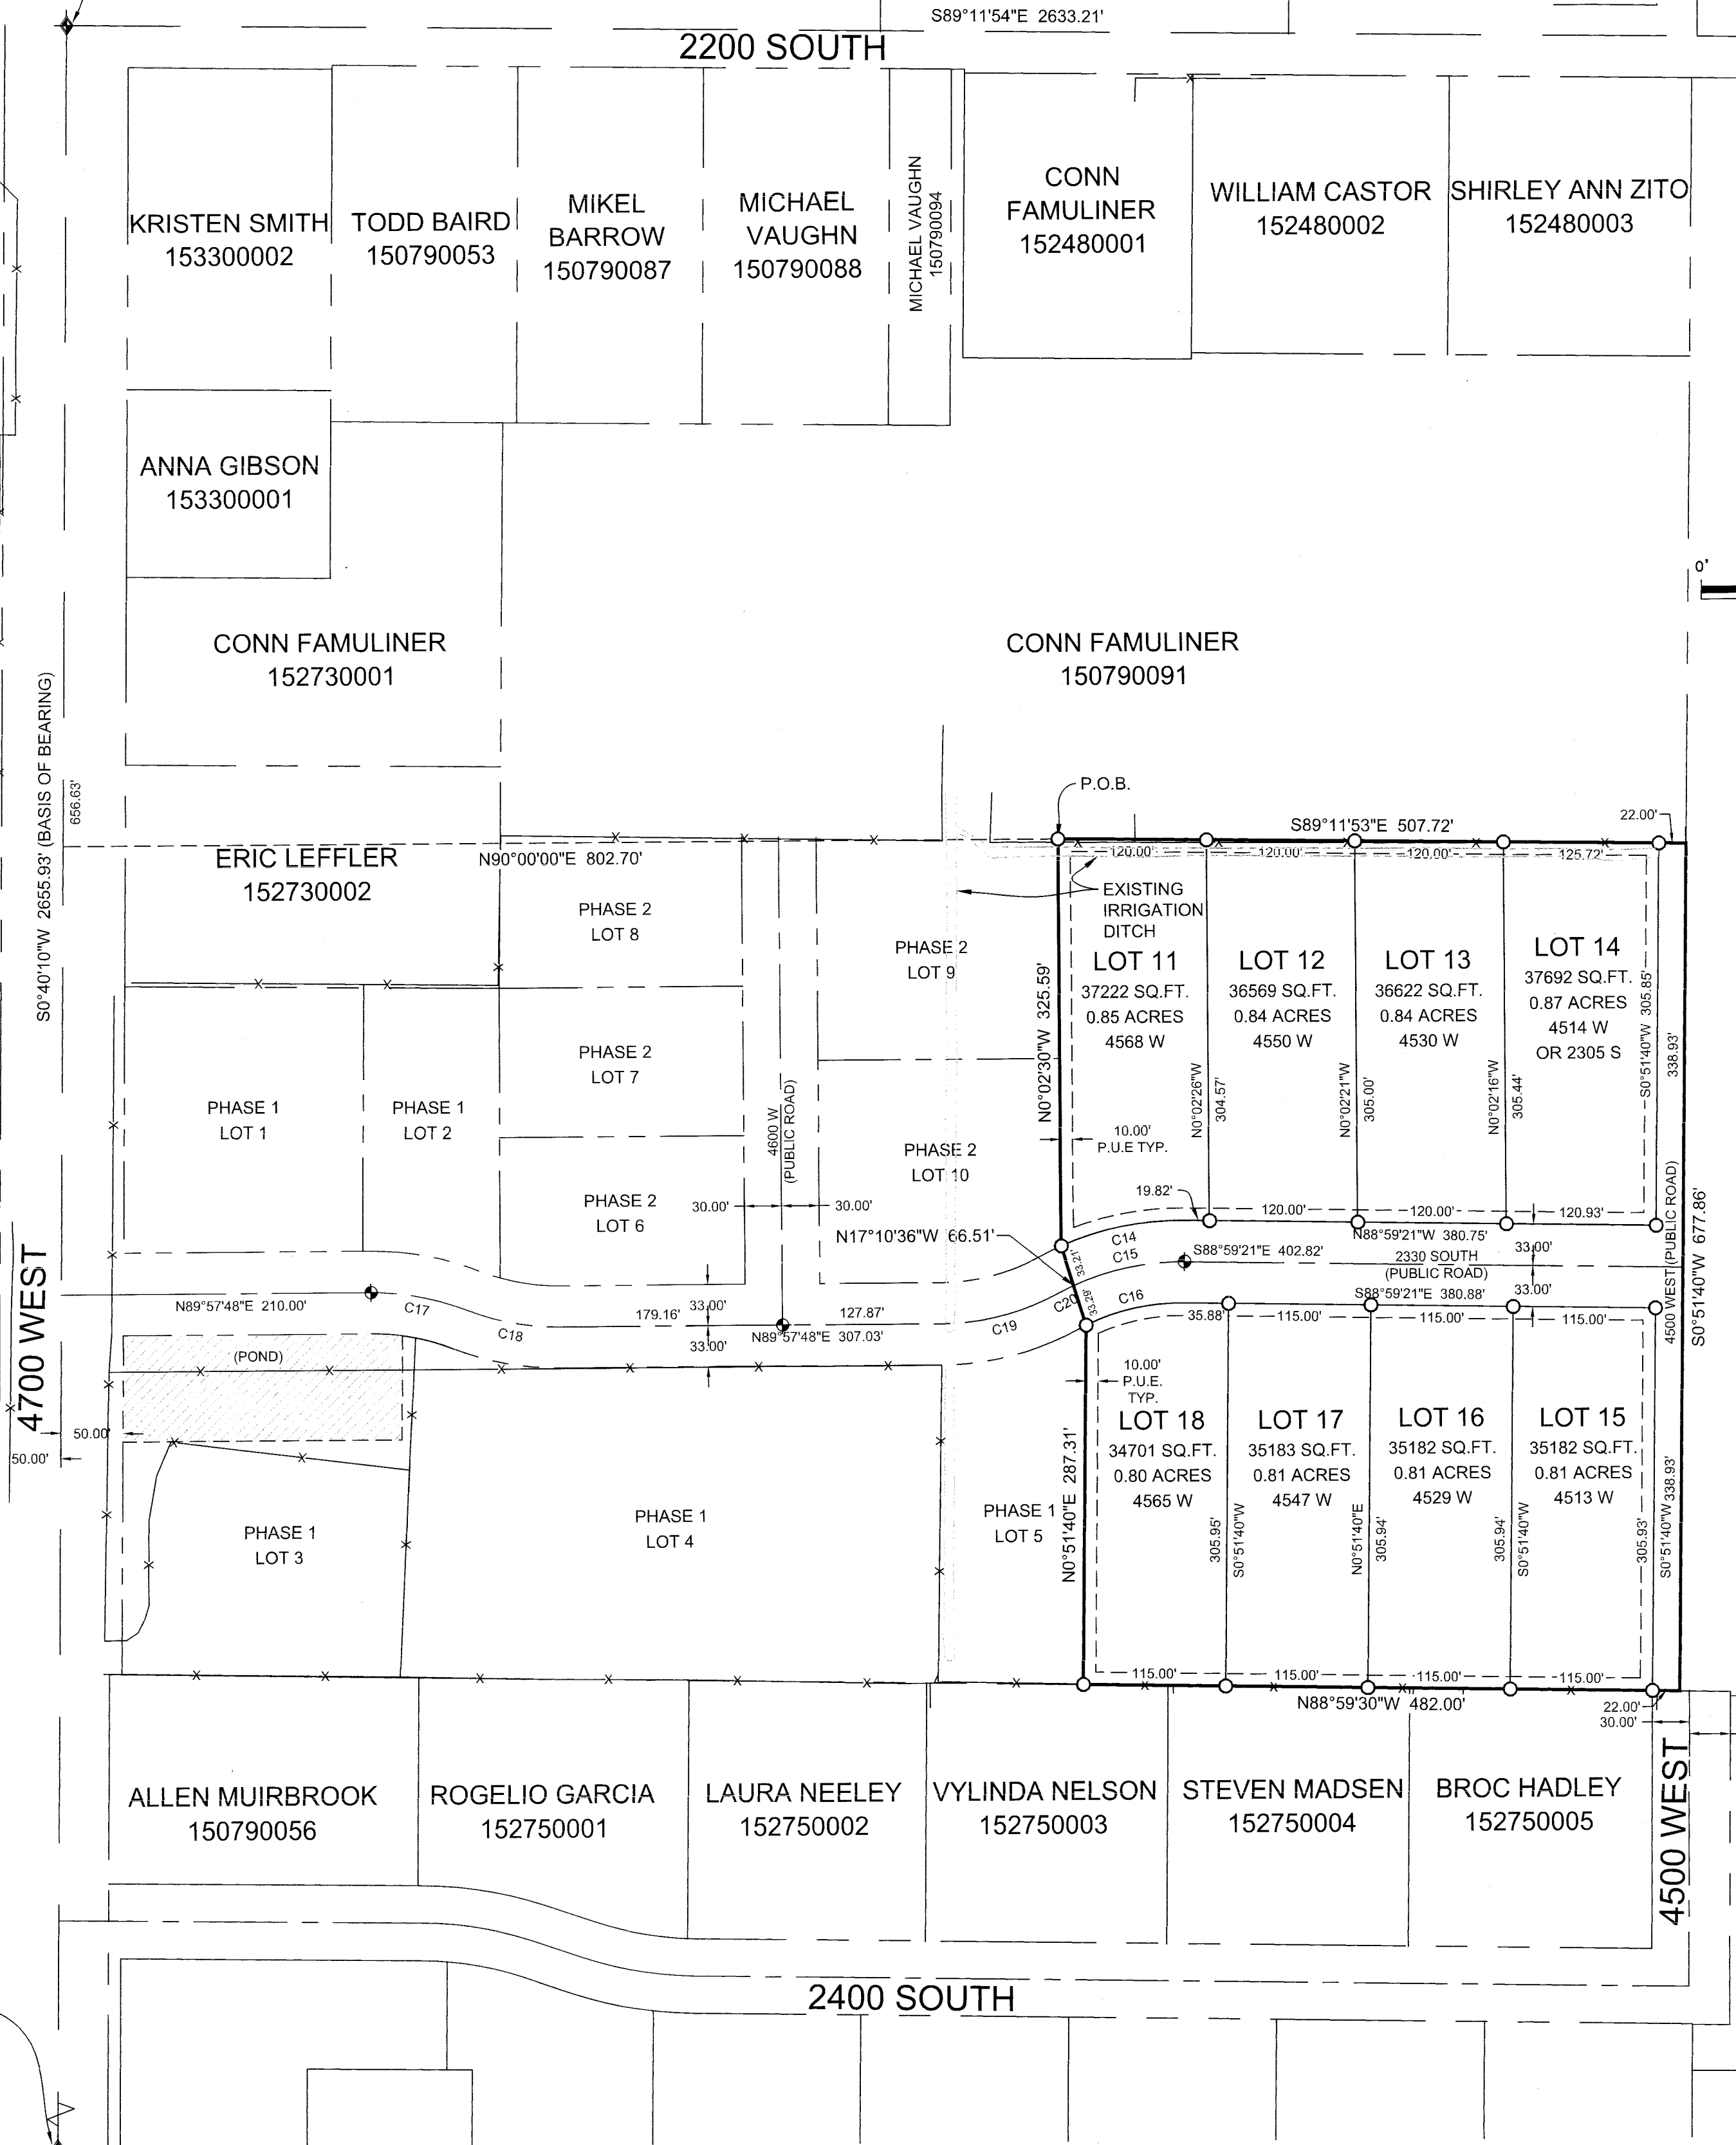 S89°11'54"E 2633.21'
2200 SOUTH
KRISTEN SMITH
153300002
TODD BAIRD
150790053
MIKEL
BARROW
150790087
MICHAEL
VAUGHN
150790088
MICHAEL VAUGHN
150790094
CONN
FAMULINER
152480001
WILLIAM CASTOR
152480002
SHIRLEY ANN ZITO
152480003
ANNA GIBSON
153300001
0'
CONN FAMULINER
152730001
CONN FAMULINER
150790091
S0°40'10"W 2655.93' (BASIS OF BEARING)
656.63'
P.O.B.
S89°11'53"E 507.72'
22.00'
ERIC LEFFLER
152730002
N90°00'00"E 802.70'
120.00'
120.00'
120.00'
125.72'
EXISTING
IRRIGATION
DITCH
PHASE 2
LOT 8
PHASE 2
LOT 9
LOT 11
37222 SQ.FT.
0.85 ACRES
4568 W
LOT 12
36569 SQ.FT.
0.84 ACRES
4550 W
LOT 13
36622 SQ.FT.
0.84 ACRES
4530 W
LOT 14
37692 SQ.FT.
0.87 ACRES
4514 W
OR 2305 S
N0°02'30"W 325.59'
N0°02'26"W
304.57'
N0°02'21"W
305.00'
N0°02'16"W
305.44'
S0°51'40"W 305.85'
338.93'
PHASE 2
LOT 7
PHASE 1
LOT 1
PHASE 1
LOT 2
4600 W
(PUBLIC ROAD)
10.00'
P.U.E TYP.
PHASE 2
LOT 10
PHASE 2
LOT 6
30.00'
30.00'
19.82'
120.00'
120.00'
120.93'
N17°10'36"W 66.51'
C14
C15
N88°59'21"W 380.75'
S88°59'21"E 402.82'
33.00'
2330 SOUTH
(PUBLIC ROAD)
33.00'
S88°59'21"E 380.88'
33.21'
33.29'
C20
C16
4500 WEST (PUBLIC ROAD)
S0°51'40"W 677.86'
4700 WEST
N89°57'48"E 210.00'
C17
C18
179.16'
33.00'
127.87'
N89°57'48"E 307.03'
33.00'
C19
35.88'
115.00'
115.00'
115.00'
(POND)
10.00'
P.U.E.
TYP.
50.00'
50.00'
LOT 18
34701 SQ.FT.
0.80 ACRES
4565 W
LOT 17
35183 SQ.FT.
0.81 ACRES
4547 W
LOT 16
35182 SQ.FT.
0.81 ACRES
4529 W
LOT 15
35182 SQ.FT.
0.81 ACRES
4513 W
N0°51'40"E 287.31'
305.95'
S0°51'40"W
N0°51'40"E
305.94'
305.94'
S0°51'40"W
305.93'
S0°51'40"W 338.93'
PHASE 1
LOT 3
PHASE 1
LOT 4
PHASE 1
LOT 5
115.00'
115.00'
115.00'
115.00'
N88°59'30"W 482.00'
22.00'
30.00'
ALLEN MUIRBROOK
150790056
ROGELIO GARCIA
152750001
LAURA NEELEY
152750002
VYLINDA NELSON
152750003
STEVEN MADSEN
152750004
BROC HADLEY
152750005
4500 WEST
2400 SOUTH